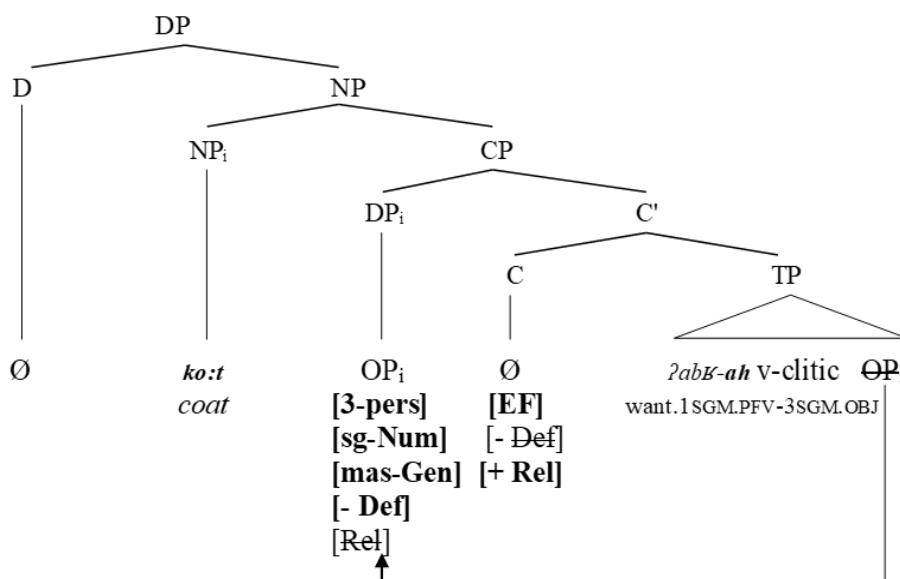 DP
D NP
NPᵢ CP
DPᵢ C'
C TP
Ø ko:t OPᵢ Ø ʔabʁ-ah v-clitic OP
coat [3-pers] [EF] want.1SGM.PFV-3SGM.OBJ
[sg-Num] [- Def]
[mas-Gen] [+ Rel]
[- Def]
[Rel]